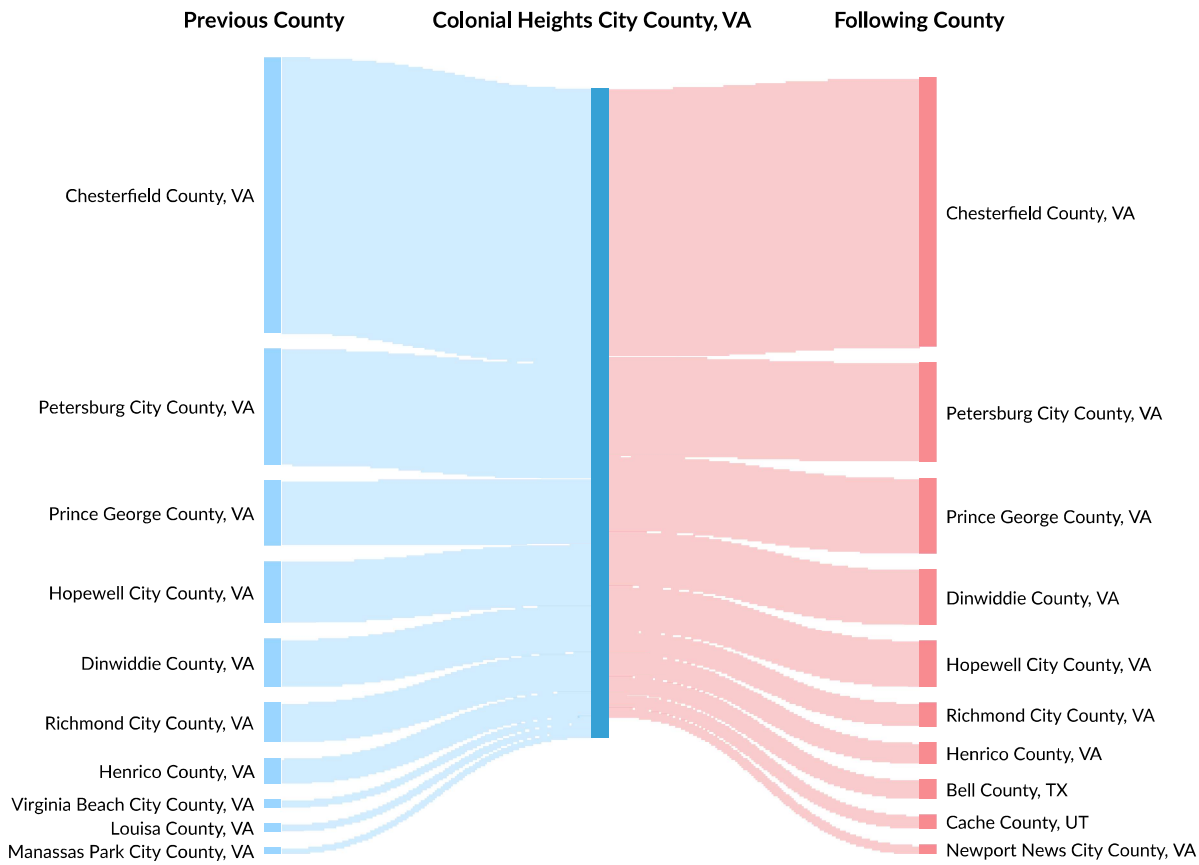 Previous County
Colonial Heights City County, VA
Following County
Chesterfield County, VA
Petersburg City County, VA
Prince George County, VA
Hopewell City County, VA
Dinwiddie County, VA
Richmond City County, VA
Henrico County, VA
Virginia Beach City County, VA
Louisa County, VA
Manassas Park City County, VA
Chesterfield County, VA
Petersburg City County, VA
Prince George County, VA
Dinwiddie County, VA
Hopewell City County, VA
Richmond City County, VA
Henrico County, VA
Bell County, TX
Cache County, UT
Newport News City County, VA